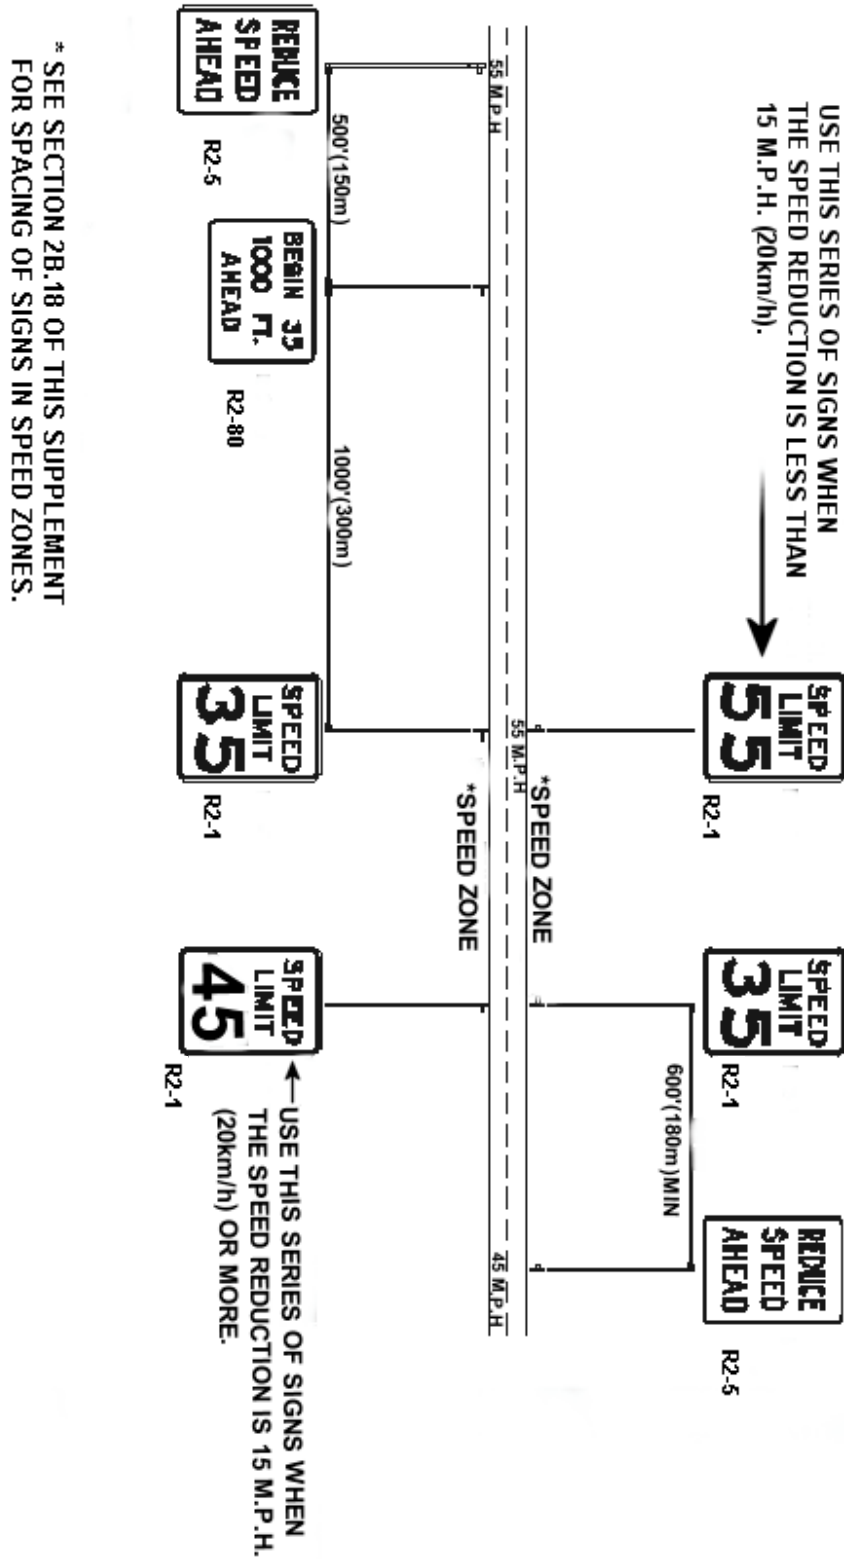 USE THIS SERIES OF SIGNS WHEN
THE SPEED REDUCTION IS LESS THAN
15 M.P.H. (20km/h).
SPEED
LIMIT
55
R2-1
SPEED
LIMIT
35
R2-1
REDUCE
SPEED
AHEAD
R2-5
600'(180m)MIN
*SPEED ZONE
55 M.P.H
55 M.P.H
45 M.P.H
*SPEED ZONE
500'(150m)
1000'(300m)
REDUCE
SPEED
AHEAD
R2-5
BEGIN 35
1000 FT.
AHEAD
R2-80
SPEED
LIMIT
35
R2-1
SPEED
LIMIT
45
R2-1
USE THIS SERIES OF SIGNS WHEN
THE SPEED REDUCTION IS 15 M.P.H.
(20km/h) OR MORE.
* SEE SECTION 2B.18 OF THIS SUPPLEMENT
FOR SPACING OF SIGNS IN SPEED ZONES.